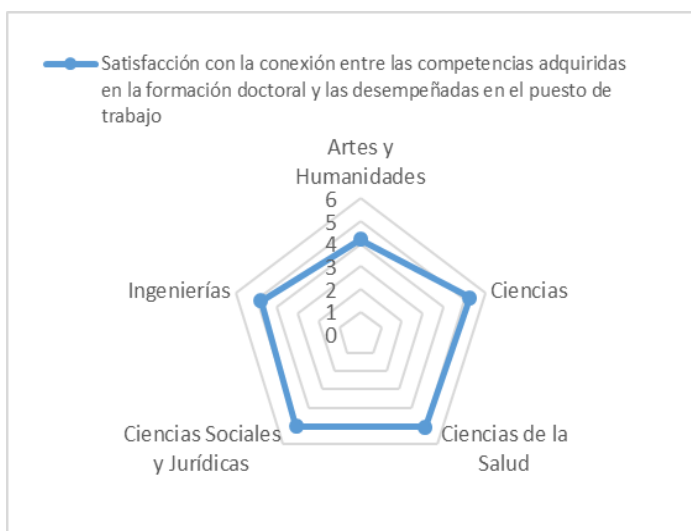 Satisfacción con la conexión entre las competencias adquiridas
en la formación doctoral y las desempeñadas en el puesto de
trabajo
Artes y
Humanidades
6
5
4
3
2
1
0
Ingenierías
Ciencias
Ciencias Sociales
y Jurídicas
Ciencias de la
Salud